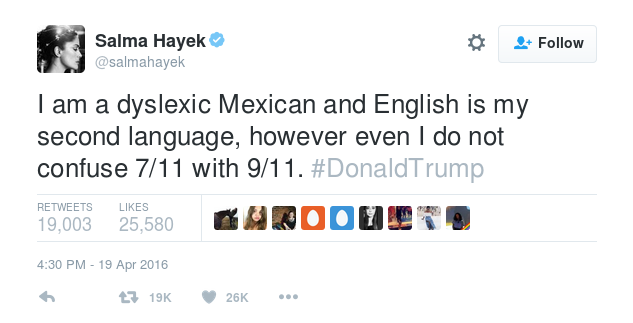 Salma Hayek
@salmahayek
Follow
I am a dyslexic Mexican and English is my
second language, however even I do not
confuse 7/11 with 9/11. #DonaldTrump
RETWEETS LIKES
19,003 25,580
4:30 PM - 19 Apr 2016
19K 26K